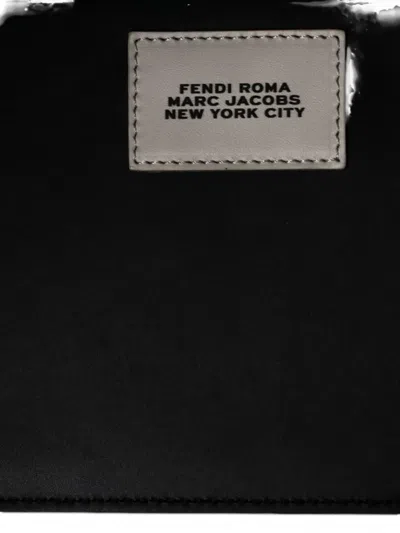 FENDI ROMA
MARC JACOBS
NEW YORK CITY